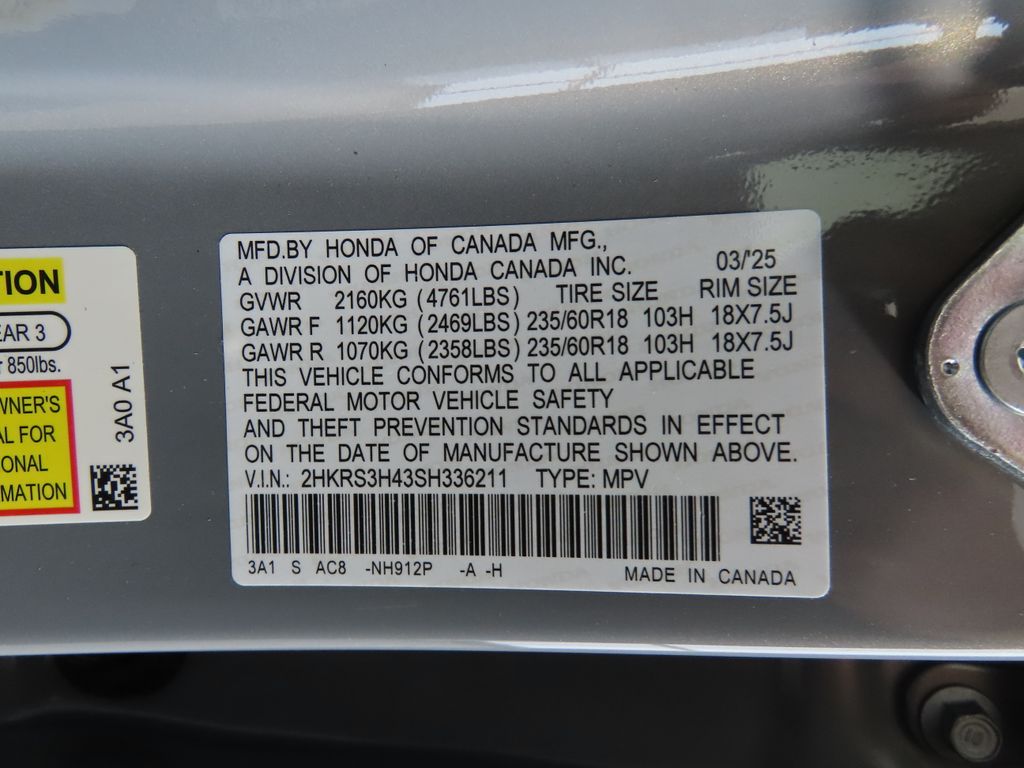 TION
EAR 3
850lbs.
WNER'S
AL FOR
ONAL
MATION
3A0 A1
MFD.BY HONDA OF CANADA MFG.,
A DIVISION OF HONDA CANADA INC. 03/'25
GVWR 2160KG (4761LBS) TIRE SIZE RIM SIZE
GAWR F 1120KG (2469LBS) 235/60R18 103H 18X7.5J
GAWR R 1070KG (2358LBS) 235/60R18 103H 18X7.5J
THIS VEHICLE CONFORMS TO ALL APPLICABLE
FEDERAL MOTOR VEHICLE SAFETY
AND THEFT PREVENTION STANDARDS IN EFFECT
ON THE DATE OF MANUFACTURE SHOWN ABOVE.
V.I.N.: 2HKRS3H43SH336211 TYPE: MPV
3A1 S AC8 -NH912P -A -H MADE IN CANADA